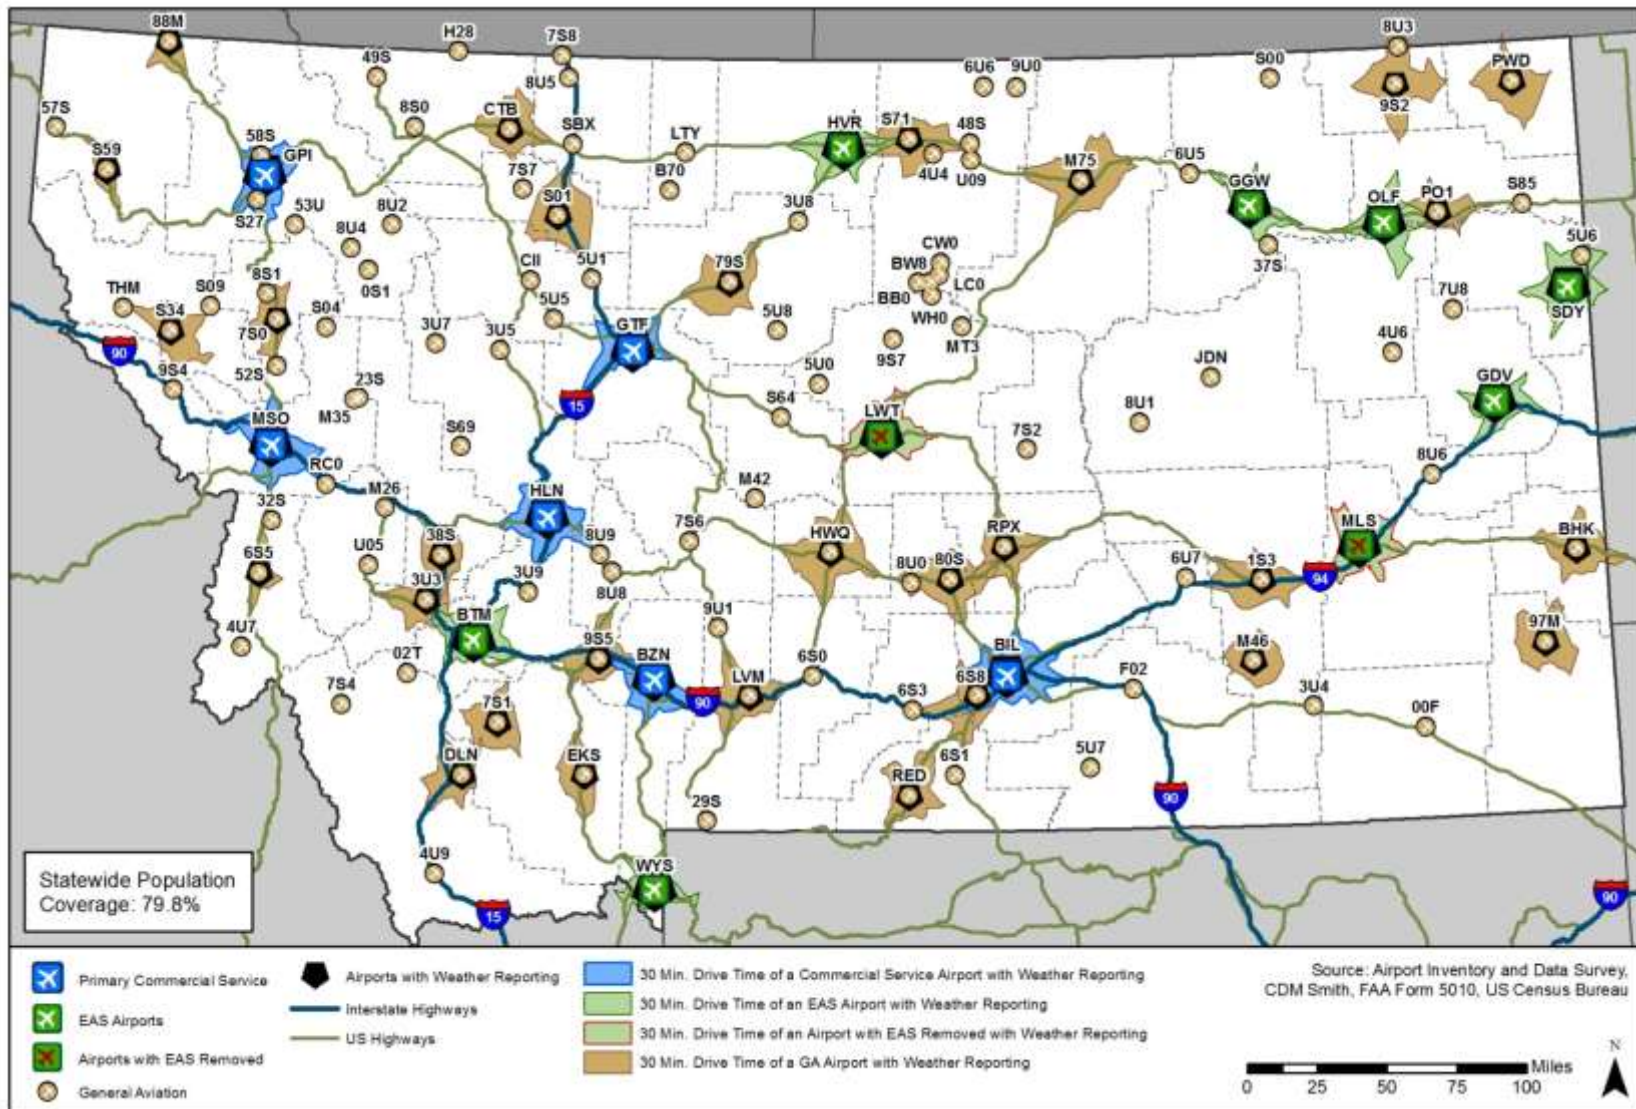 88M
H28
7S8
8U3
49S
8U5
6U6
9U0
S00
PWD
9S2
57S
8S0
CTB
SBX
LTY
HVR
S71
48S
58S
GPI
S59
7S7
B70
4U4
U09
M75
6U5
GGW
OLF
PO1
S85
S01
3U8
S27
53U
8U2
8U4
CII
5U1
79S
CW0
BW8
LC0
BB0
WH0
37S
5U6
SDY
THM
S09
8S1
0S1
S34
7S0
S04
5U5
GTF
5U8
MT3
7U8
90
3U7
3U5
9S7
4U6
9S4
52S
23S
15
5U0
JDN
GDV
MSO
M35
S64
LWT
8U1
S69
7S2
RC0
M26
HLN
M42
8U6
32S
38S
8U9
7S6
HWQ
RPX
MLS
BHK
6S5
U05
3U3
3U9
8U8
8U0
80S
6U7
1S3
94
4U7
BTM
9S5
9U1
97M
02T
BZN
LVM
6S0
BIL
M46
7S4
90
6S3
6S8
F02
3U4
00F
7S1
DLN
EKS
6S1
5U7
RED
29S
90
4U9
WYS
15
90
Statewide Population
Coverage: 79.8%
Primary Commercial Service
EAS Airports
Airports with EAS Removed
General Aviation
Airports with Weather Reporting
Interstate Highways
US Highways
30 Min. Drive Time of a Commercial Service Airport with Weather Reporting
30 Min. Drive Time of an EAS Airport with Weather Reporting
30 Min. Drive Time of an Airport with EAS Removed with Weather Reporting
30 Min. Drive Time of a GA Airport with Weather Reporting
Source: Airport Inventory and Data Survey,
CDM Smith, FAA Form 5010, US Census Bureau
N
Miles
0 25 50 75 100